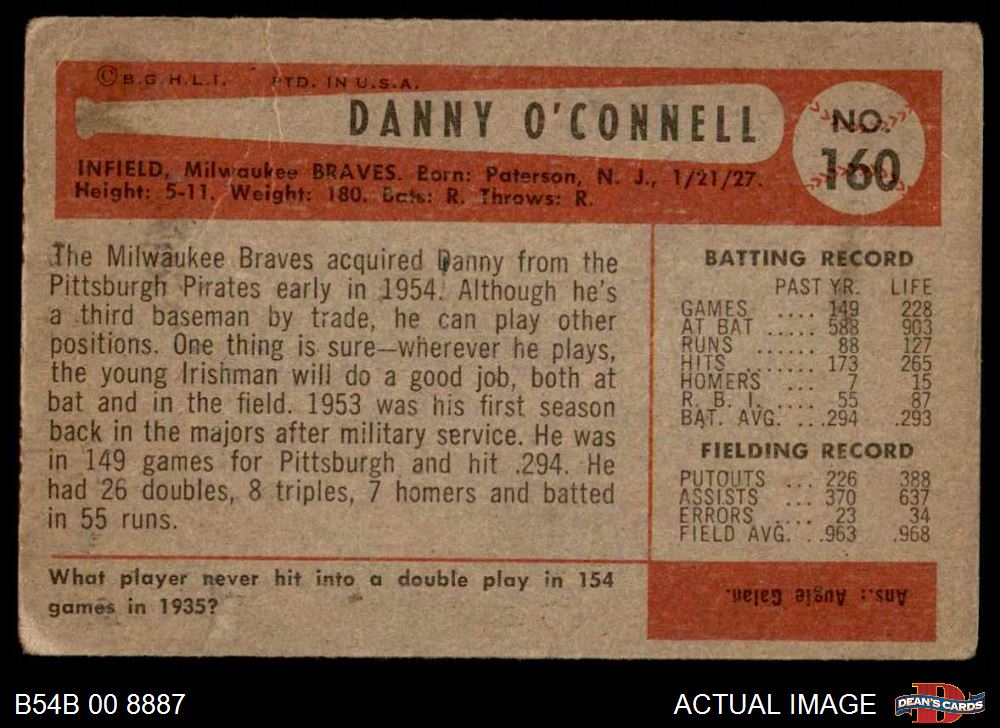 ©B.G.H.L.I. PTD. IN U.S.A.
DANNY O'CONNELL
NO.
160
INFIELD, Milwaukee BRAVES. Born: Paterson, N. J., 1/21/27.
Height: 5-11. Weight: 180. Bats: R. Throws: R.
The Milwaukee Braves acquired Danny from the
Pittsburgh Pirates early in 1954. Although he's
a third baseman by trade, he can play other
positions. One thing is sure—wherever he plays,
the young Irishman will do a good job, both at
bat and in the field. 1953 was his first season
back in the majors after military service. He was
in 149 games for Pittsburgh and hit .294. He
had 26 doubles, 8 triples, 7 homers and batted
in 55 runs.
BATTING RECORD
PAST YR. LIFE
GAMES .... 149 228
AT BAT ..... 588 903
RUNS ...... 88 127
HITS ........ 173 265
HOMERS ... 7 15
R. B. I. .... 55 87
BAT. AVG. ...294 .293
FIELDING RECORD
PUTOUTS ... 226 388
ASSISTS .... 370 637
ERRORS .... 23 34
FIELD AVG. ..963 .968
What player never hit into a double play in 154
games in 1935?
Ans.: Augie Galan.
B54B 00 8887
ACTUAL IMAGE
DEAN'S CARDS